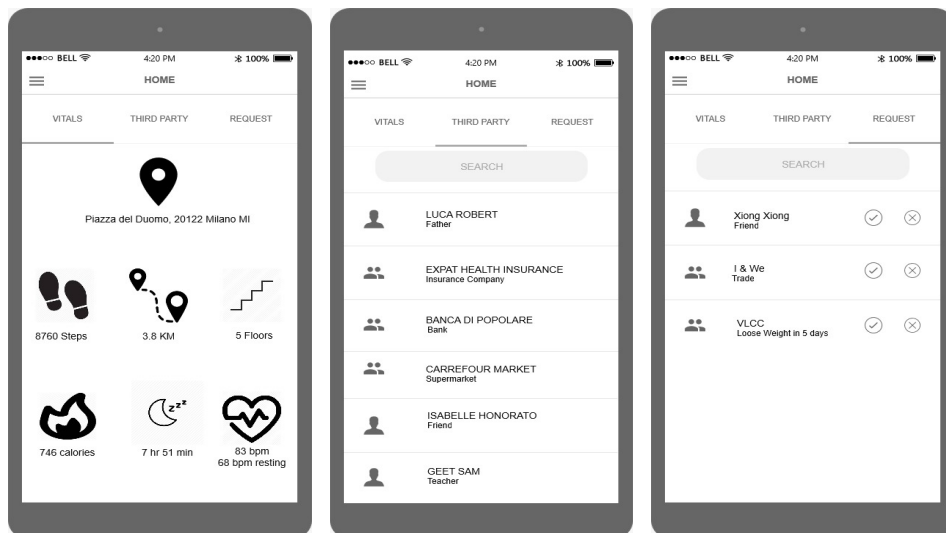 BELL 4:20 PM 100%
HOME
VITALS THIRD PARTY REQUEST
Piazza del Duomo, 20122 Milano MI
8760 Steps 3.8 KM 5 Floors
zzz
746 calories 7 hr 51 min 83 bpm
68 bpm resting
BELL 4:20 PM 100%
HOME
VITALS THIRD PARTY REQUEST
SEARCH
LUCA ROBERT
Father
EXPAT HEALTH INSURANCE
Insurance Company
BANCA DI POPOLARE
Bank
CARREFOUR MARKET
Supermarket
ISABELLE HONORATO
Friend
GEET SAM
Teacher
BELL 4:20 PM 100%
HOME
VITALS THIRD PARTY REQUEST
SEARCH
Xiong Xiong
Friend
I & We
Trade
VLCC
Loose Weight in 5 days